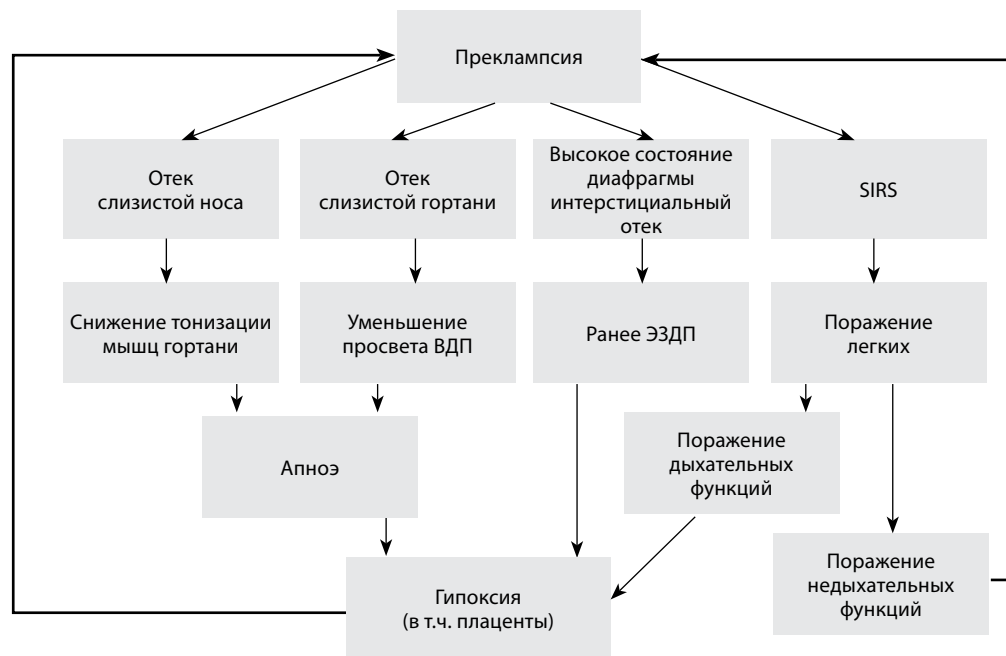 Преклампсия
Отек
слизистой носа
Отек
слизистой гортани
Высокое состояние
диафрагмы
интерстициальный
отек
SIRS
Снижение тонизации
мышц гортани
Уменьшение
просвета ВДП
Ранее ЭЗДП
Поражение
легких
Апноэ
Поражение
дыхательных
функций
Гипоксия
(в т.ч. плаценты)
Поражение
недыхательных
функций